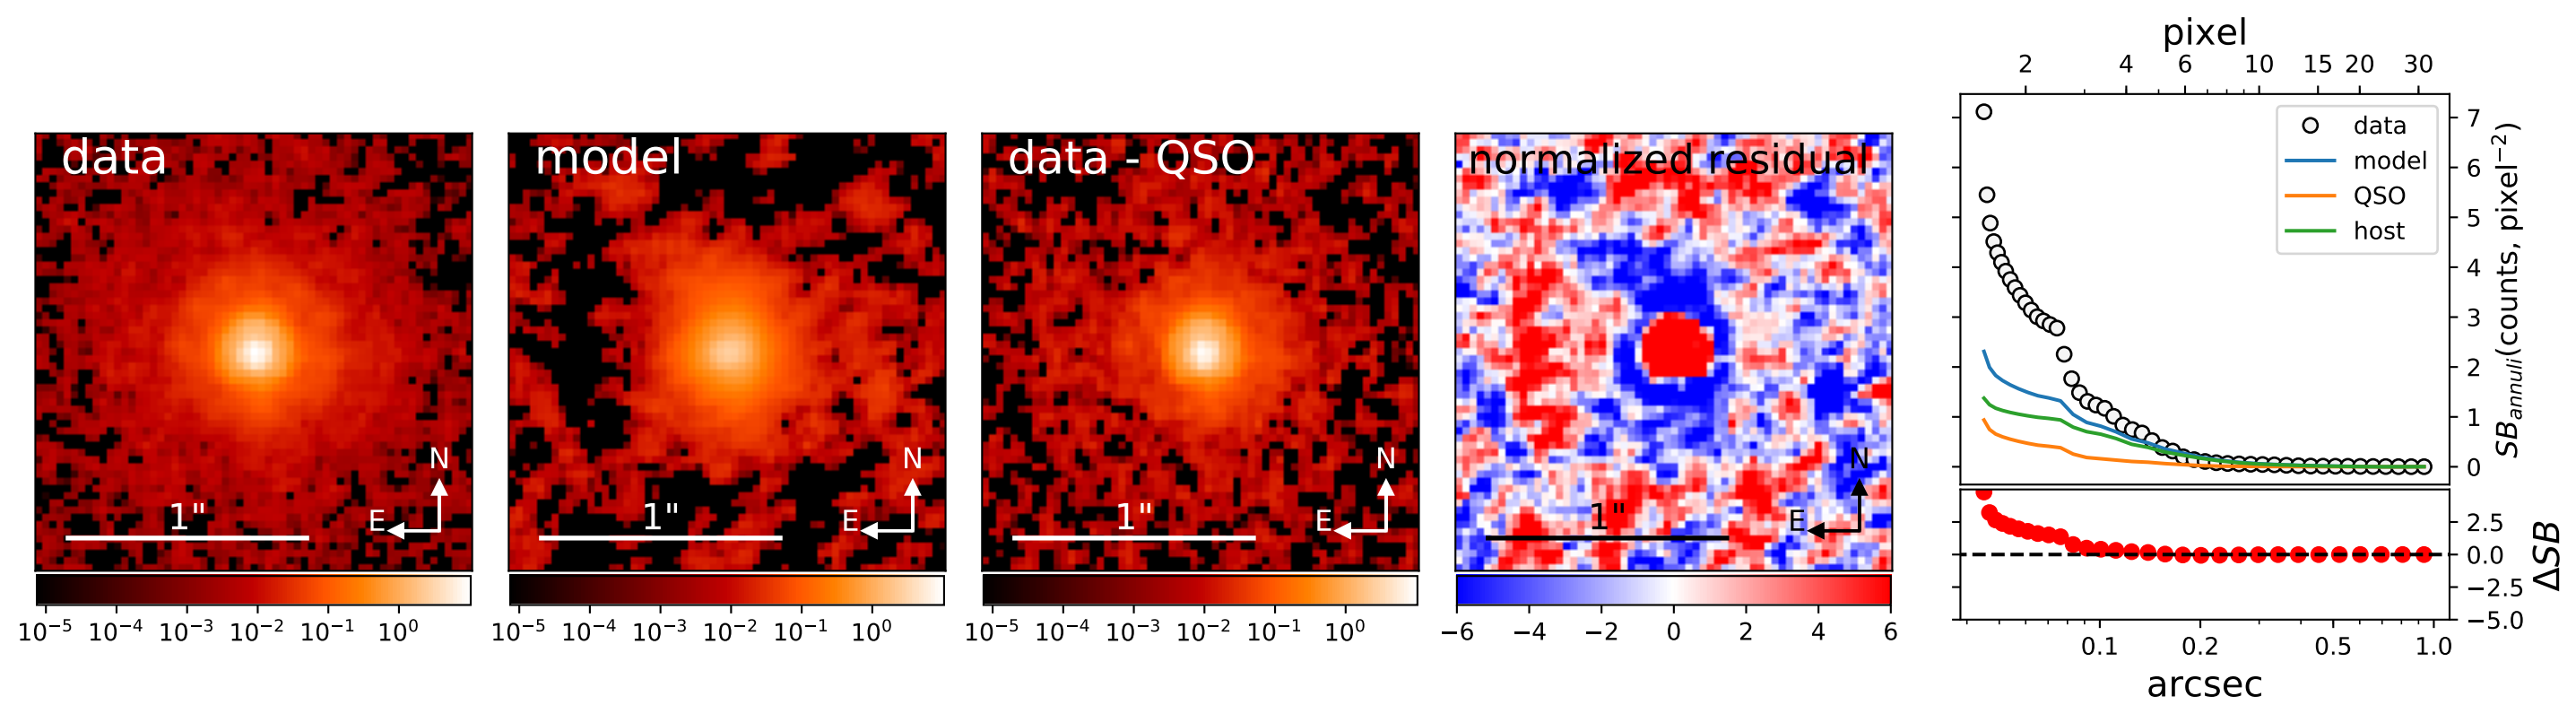 data
N
E
1"
10⁻⁵ 10⁻⁴ 10⁻³ 10⁻² 10⁻¹ 10⁰
model
N
E
1"
10⁻⁵ 10⁻⁴ 10⁻³ 10⁻² 10⁻¹ 10⁰
data - QSO
N
E
1"
10⁻⁵ 10⁻⁴ 10⁻³ 10⁻² 10⁻¹ 10⁰
normalized residual
N
E
1"
−6 −4 −2 0 2 4 6
pixel
2 4 6 10 15 20 30
data
model
QSO
host
7
6
5
4
3
2
1
0
SB_annuli(counts, pixel⁻²)
2.5
0.0
−2.5
−5.0
ΔSB
0.1 0.2 0.5 1.0
arcsec